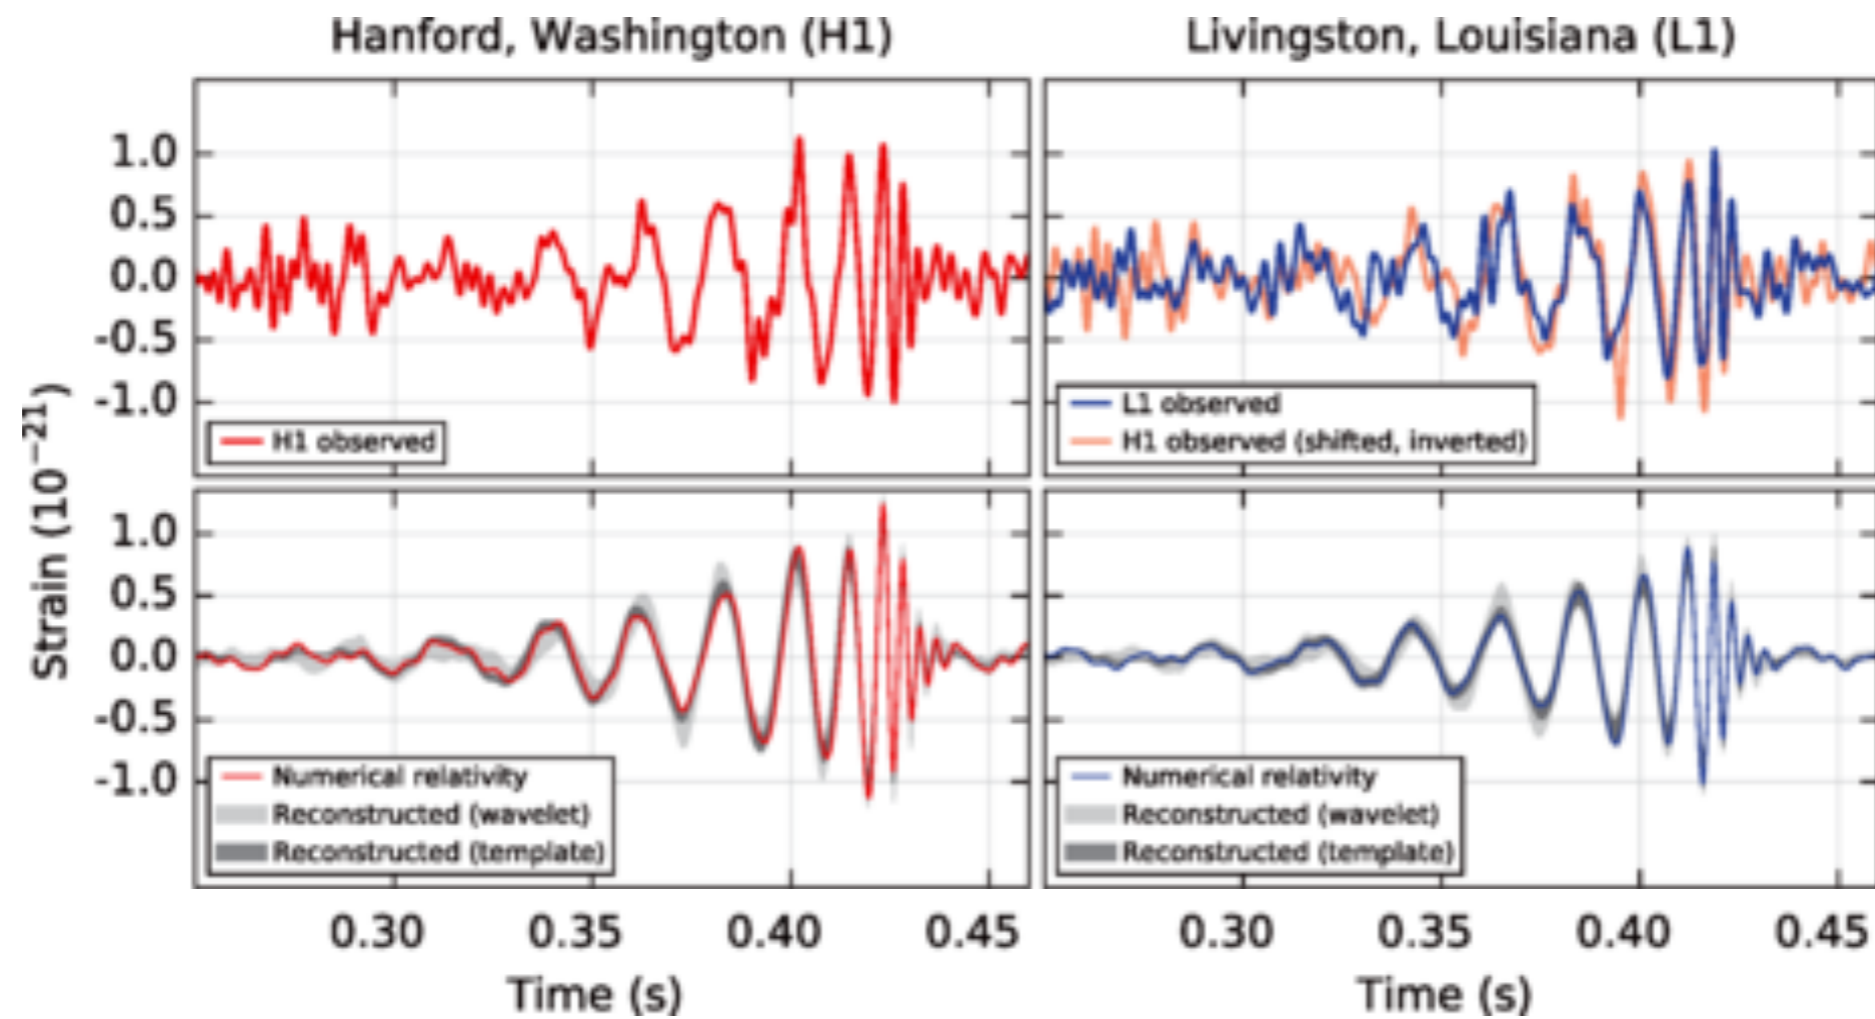 Hanford, Washington (H1)
Livingston, Louisiana (L1)
Strain (10⁻²¹)
1.0
0.5
0.0
-0.5
-1.0
H1 observed
L1 observed
H1 observed (shifted, inverted)
1.0
0.5
0.0
-0.5
-1.0
Numerical relativity
Reconstructed (wavelet)
Reconstructed (template)
Numerical relativity
Reconstructed (wavelet)
Reconstructed (template)
0.30 0.35 0.40 0.45
0.30 0.35 0.40 0.45
Time (s)
Time (s)